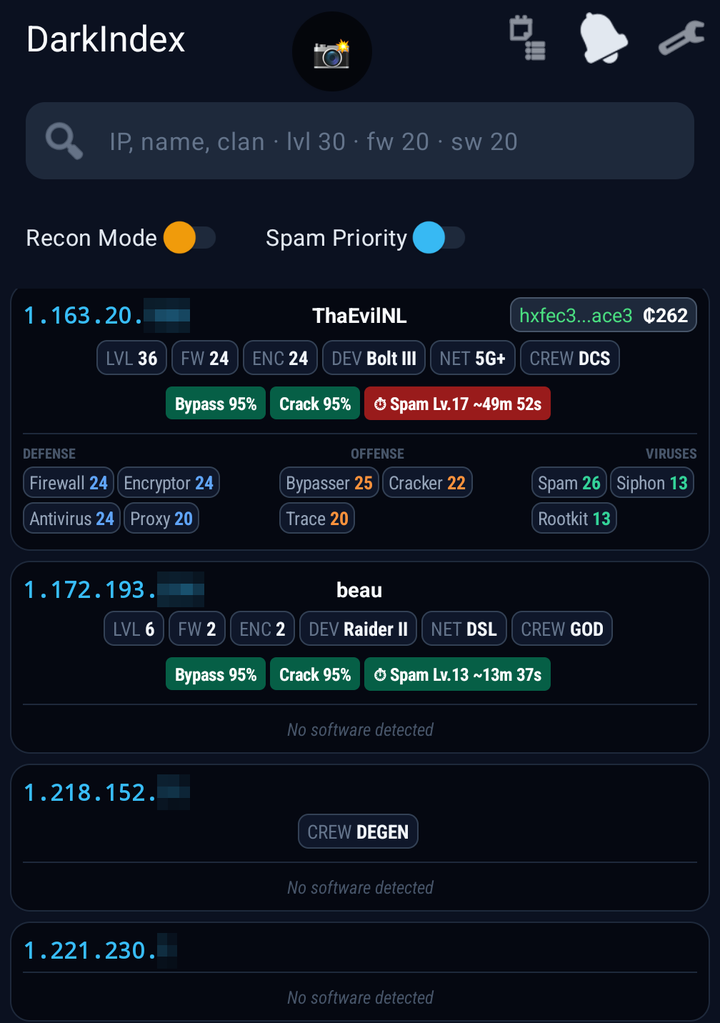 DarkIndex
IP, name, clan · lvl 30 · fw 20 · sw 20
Recon Mode Spam Priority
1.163.20. ThaEvilNL hxfec3...ace3 ₵262
LVL 36 FW 24 ENC 24 DEV Bolt III NET 5G+ CREW DCS
Bypass 95% Crack 95% ⏱ Spam Lv.17 ~49m 52s
DEFENSE OFFENSE VIRUSES
Firewall 24 Encryptor 24 Bypasser 25 Cracker 22 Spam 26 Siphon 13
Antivirus 24 Proxy 20 Trace 20 Rootkit 13
1.172.193. beau
LVL 6 FW 2 ENC 2 DEV Raider II NET DSL CREW GOD
Bypass 95% Crack 95% ⏱ Spam Lv.13 ~13m 37s
No software detected
1.218.152.
CREW DEGEN
No software detected
1.221.230.
No software detected